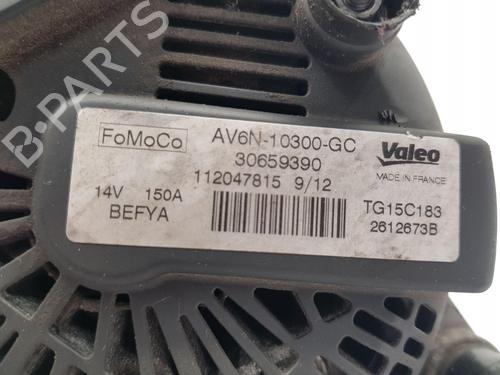 B-PARTS
FoMoCo
AV6N-10300-GC
30659390
112047815 9/12
14V 150A
BEFYA
Valeo
MADE IN FRANCE
TG15C183
2612673B